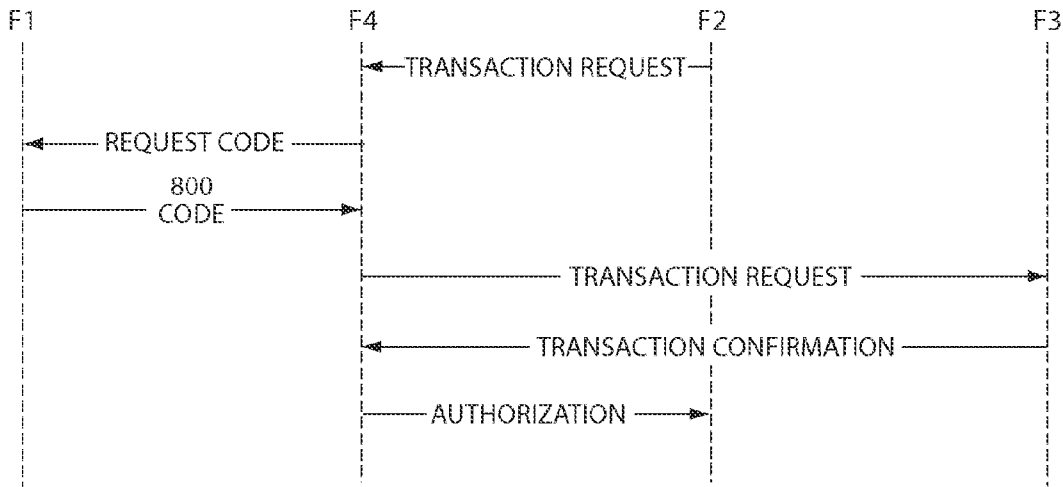 F1 F4 F2 F3
TRANSACTION REQUEST
REQUEST CODE
800
CODE
TRANSACTION REQUEST
TRANSACTION CONFIRMATION
AUTHORIZATION